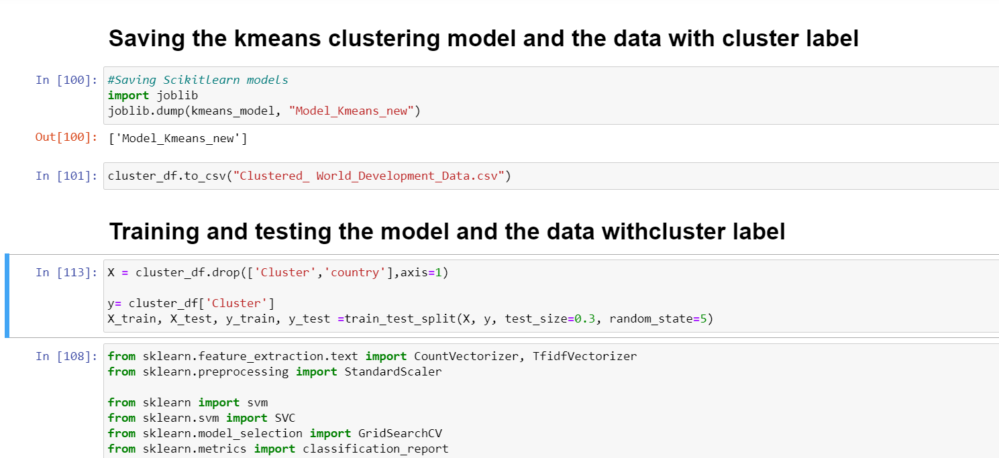 Saving the kmeans clustering model and the data with cluster label
In [100]: #Saving Scikitlearn models
import joblib
joblib.dump(kmeans_model, "Model_Kmeans_new")
Out[100]: ['Model_Kmeans_new']
In [101]: cluster_df.to_csv("Clustered_ World_Development_Data.csv")
Training and testing the model and the data withcluster label
In [113]: X = cluster_df.drop(['Cluster','country'],axis=1)
y= cluster_df['Cluster']
X_train, X_test, y_train, y_test =train_test_split(X, y, test_size=0.3, random_state=5)
In [108]: from sklearn.feature_extraction.text import CountVectorizer, TfidfVectorizer
from sklearn.preprocessing import StandardScaler
from sklearn import svm
from sklearn.svm import SVC
from sklearn.model_selection import GridSearchCV
from sklearn.metrics import classification_report